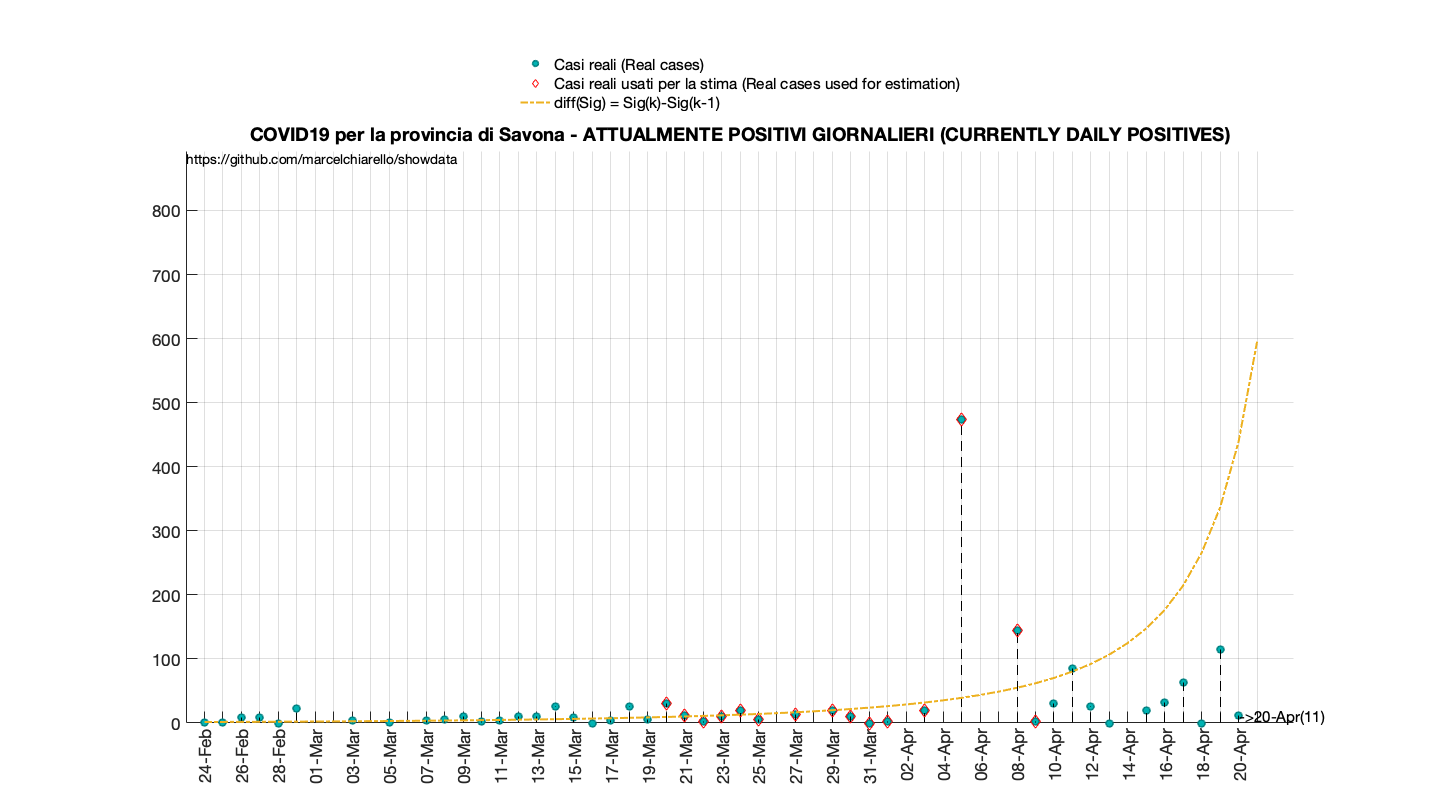 Casi reali (Real cases)
Casi reali usati per la stima (Real cases used for estimation)
diff(Sig) = Sig(k)-Sig(k-1)
COVID19 per la provincia di Savona - ATTUALMENTE POSITIVI GIORNALIERI (CURRENTLY DAILY POSITIVES)
https://github.com/marcelchiarello/showdata
800
700
600
500
400
300
200
100
0
->20-Apr(11)
24-Feb
26-Feb
28-Feb
01-Mar
03-Mar
05-Mar
07-Mar
09-Mar
11-Mar
13-Mar
15-Mar
17-Mar
19-Mar
21-Mar
23-Mar
25-Mar
27-Mar
29-Mar
31-Mar
02-Apr
04-Apr
06-Apr
08-Apr
10-Apr
12-Apr
14-Apr
16-Apr
18-Apr
20-Apr